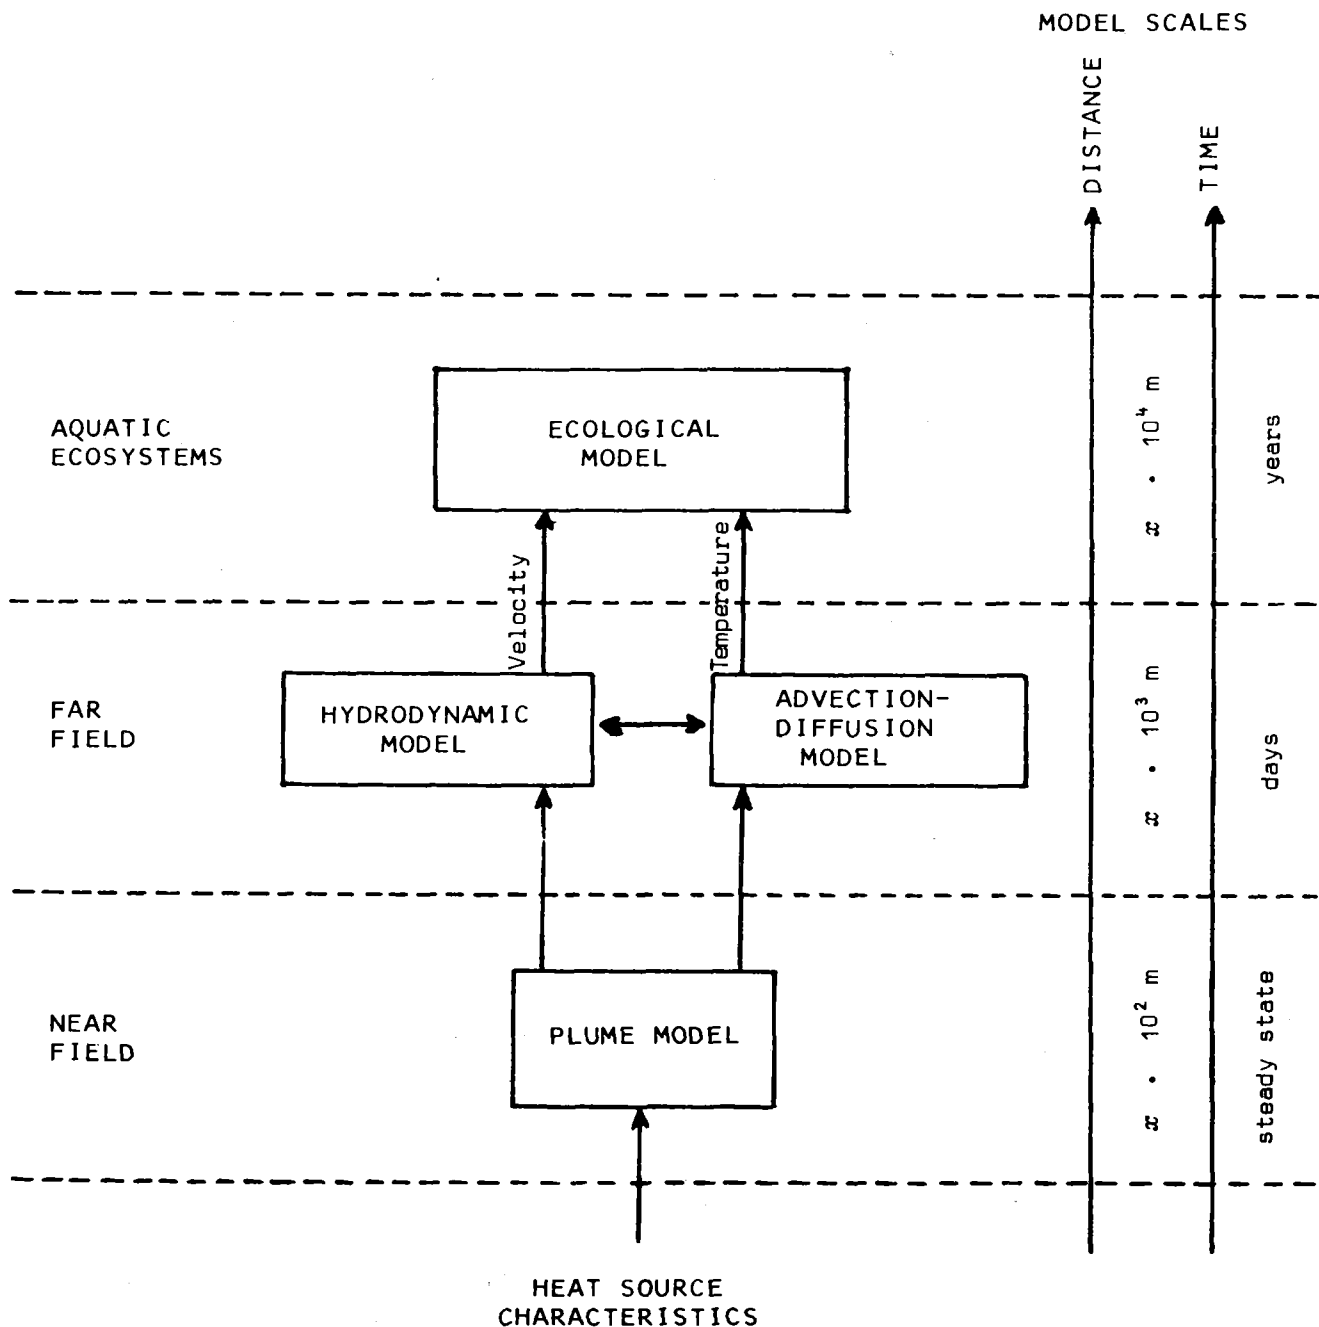 MODEL SCALES
DISTANCE
TIME
AQUATIC
ECOSYSTEMS
ECOLOGICAL
MODEL
x · 10⁴ m
years
Velocity
Temperature
FAR
FIELD
HYDRODYNAMIC
MODEL
ADVECTION-
DIFFUSION
MODEL
x · 10³ m
days
NEAR
FIELD
PLUME MODEL
x · 10² m
steady state
HEAT SOURCE
CHARACTERISTICS